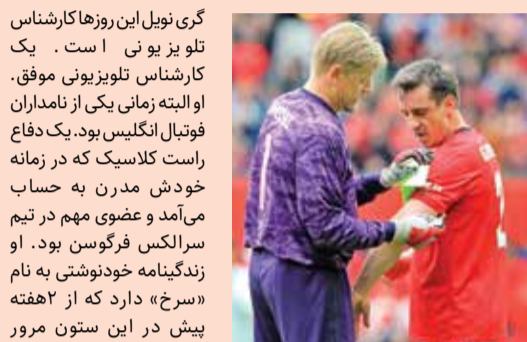 گری نویل این روزها کارشناس
تلویزیونی است. یک
کارشناس تلویزیونی موفق.
او البته زمانی یکی از نامداران
فوتبال انگلیس بود. یک دفاع
راست کلاسیک که در زمانه
خودش مدرن به حساب
می‌آمد و عضوی مهم در تیم
سرالکس فرگوسن بود. او
زندگینامه خودنوشتی به نام
«سرخ» دارد که از ۲هفته
پیش در این ستون مرور